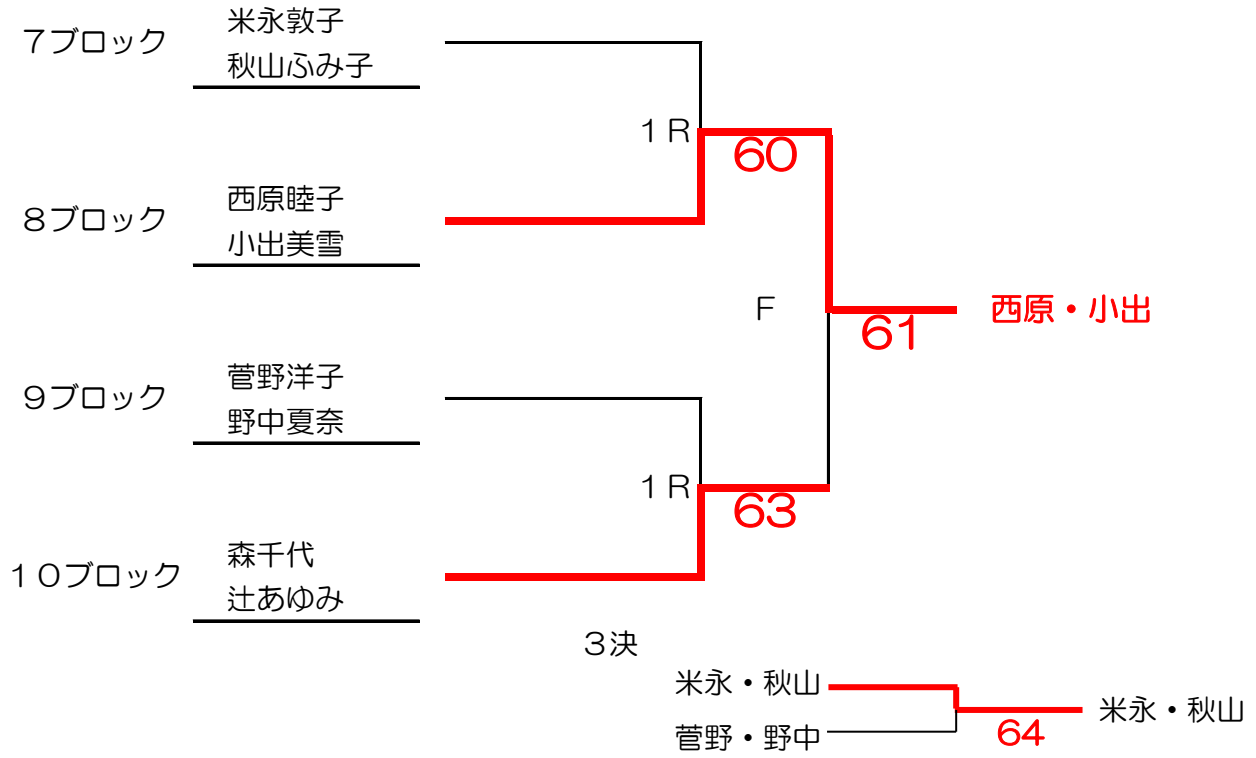 7ブロック
米永敦子
秋山ふみ子
1R
60
8ブロック
西原睦子
小出美雪
F
61
西原・小出
9ブロック
菅野洋子
野中夏奈
1R
63
10ブロック
森千代
辻あゆみ
3決
米永・秋山
菅野・野中
64
米永・秋山